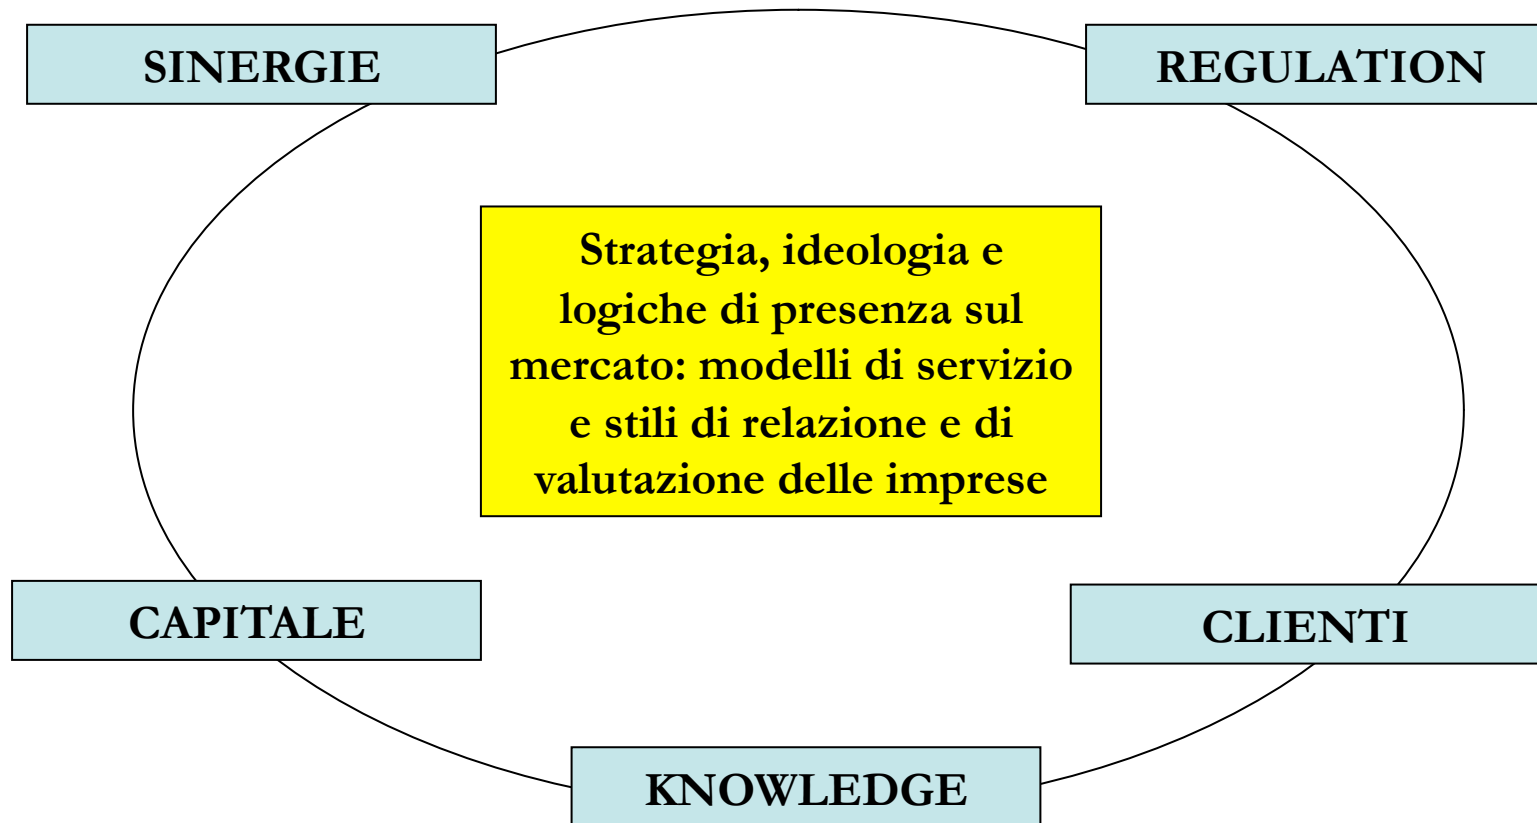 SINERGIE
REGULATION
Strategia, ideologia e
logiche di presenza sul
mercato: modelli di servizio
e stili di relazione e di
valutazione delle imprese
CAPITALE
CLIENTI
KNOWLEDGE